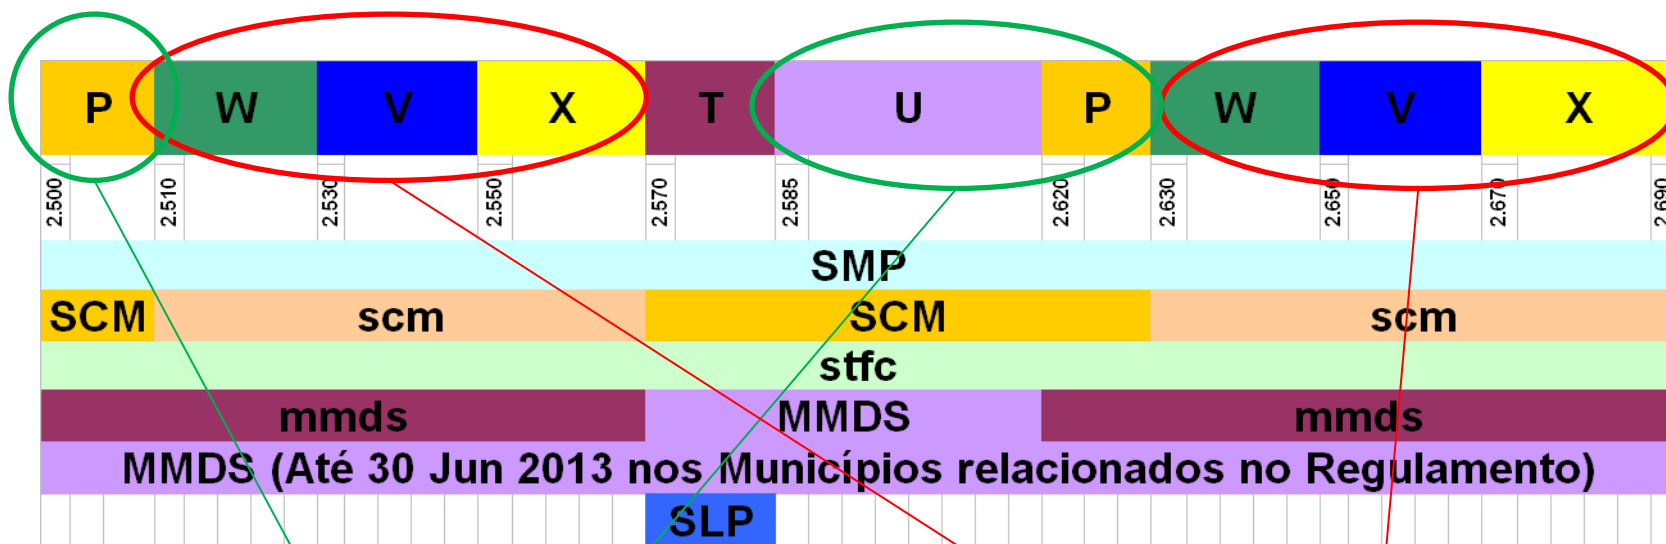 P W V X T U P W V X
2.500 2.510 2.530 2.550 2.570 2.585 2.620 2.630 2.650 2.670 2.690
SMP
SCM scm SCM scm
stfc
mmds MMDS mmds
MMDS (Até 30 Jun 2013 nos Municípios relacionados no Regulamento)
SLP